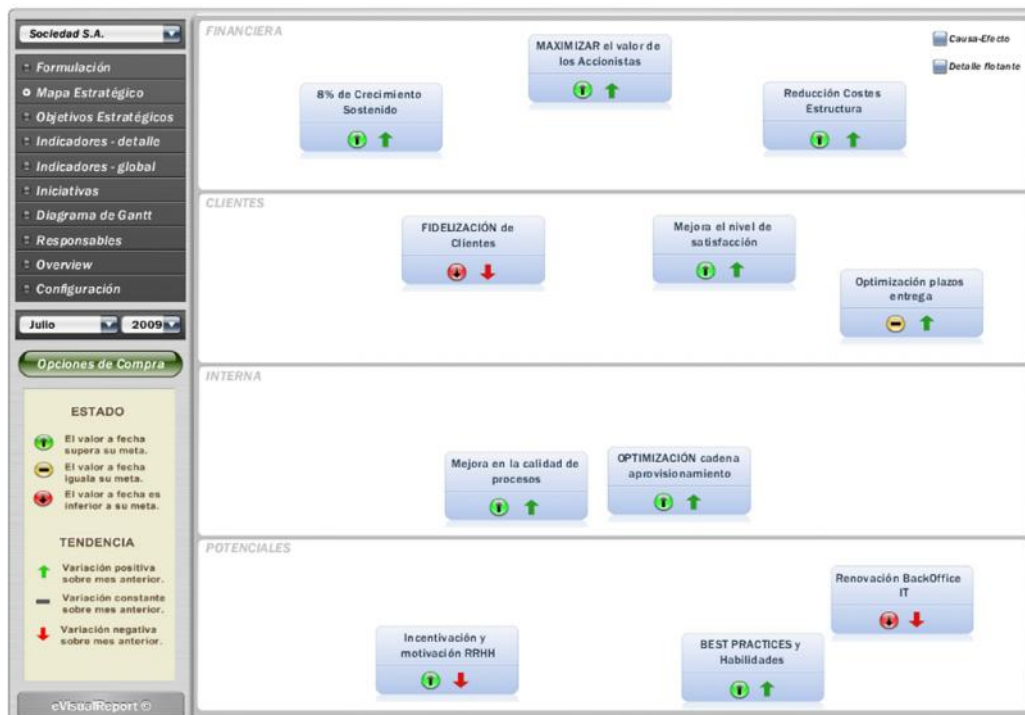 Sociedad S.A.
Formulación
Mapa Estratégico
Objetivos Estratégicos
Indicadores - detalle
Indicadores - global
Iniciativas
Diagrama de Gantt
Responsables
Overview
Configuración
Julio
2009
Opciones de Compra
ESTADO
El valor a fecha
supera su meta.
El valor a fecha
iguala su meta.
El valor a fecha es
inferior a su meta.
TENDENCIA
Variación positiva
sobre mes anterior.
Variación constante
sobre mes anterior.
Variación negativa
sobre mes anterior.
eVisualReport ©
FINANCIERA
Causa-Efecto
Detalle flotante
8% de Crecimiento
Sostenido
MAXIMIZAR el valor de
los Accionistas
Reducción Costes
Estructura
CLIENTES
FIDELIZACIÓN de
Clientes
Mejora el nivel de
satisfacción
Optimización plazos
entrega
INTERNA
Mejora en la calidad de
procesos
OPTIMIZACIÓN cadena
aprovisionamiento
POTENCIALES
Incentivación y
motivación RRHH
BEST PRACTICES y
Habilidades
Renovación BackOffice
IT